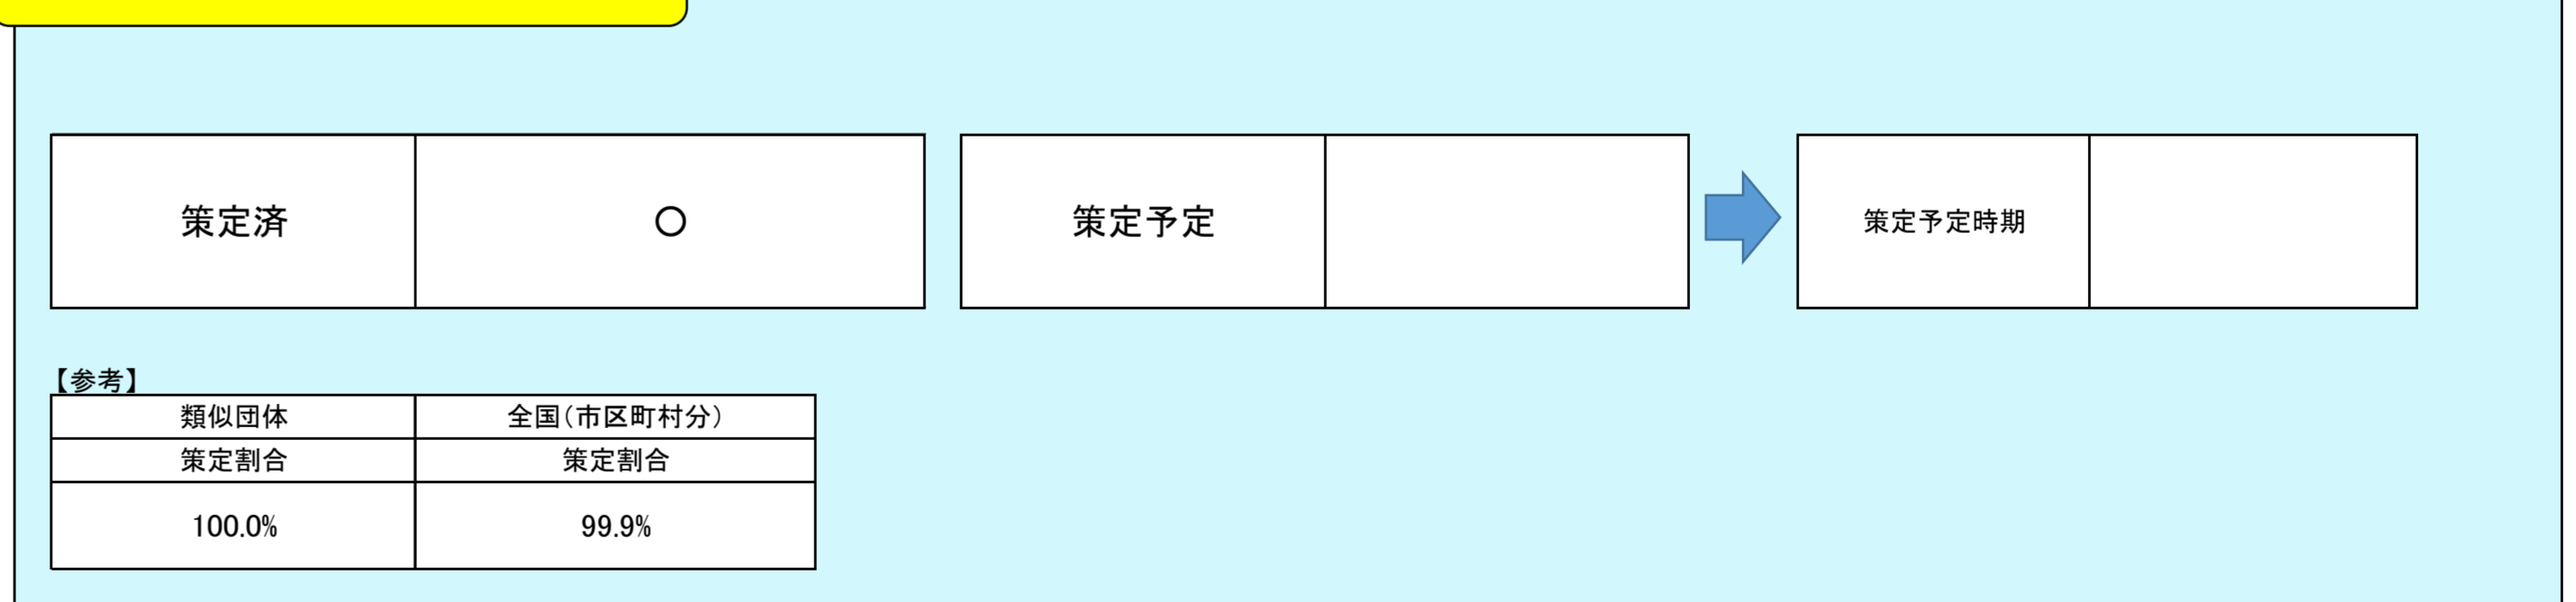 策定済 ○ 策定予定 策定予定時期
【参考】
類似団体 全国(市区町村分)
策定割合 策定割合
100.0% 99.9%